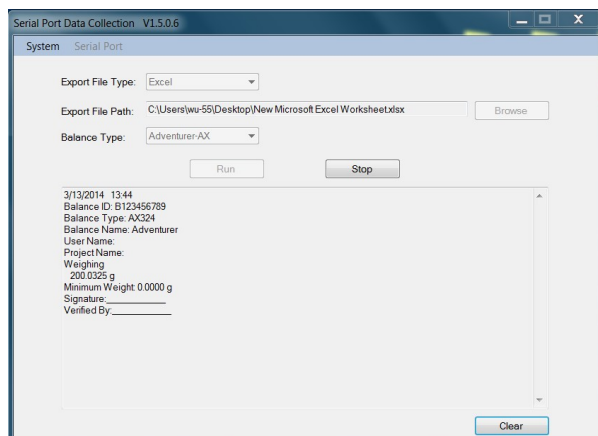 Serial Port Data Collection V1.5.0.6
System Serial Port
Export File Type: Excel
Export File Path: C:\Users\wu-55\Desktop\New Microsoft Excel Worksheet.xlsx Browse
Balance Type: Adventurer-AX
Run Stop
3/13/2014 13:44
Balance ID: B123456789
Balance Type: AX324
Balance Name: Adventurer
User Name:
Project Name:
Weighing
200.0325 g
Minimum Weight: 0.0000 g
Signature:____________
Verified By:____________
Clear